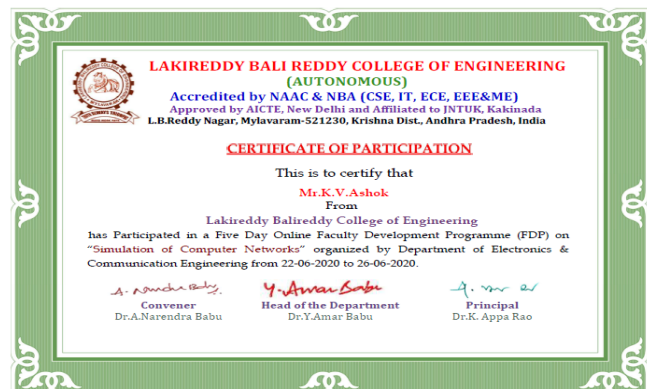 LAKIREDDY BALI REDDY COLLEGE OF ENGINEERING
(AUTONOMOUS)
Accredited by NAAC & NBA (CSE, IT, ECE, EEE&ME)
Approved by AICTE, New Delhi and Affiliated to JNTUK, Kakinada
L.B.Reddy Nagar, Mylavaram-521230, Krishna Dist., Andhra Pradesh, India
CERTIFICATE OF PARTICIPATION
This is to certify that
Mr.K.V.Ashok
From
Lakireddy Balireddy College of Engineering
has Participated in a Five Day Online Faculty Development Programme (FDP) on
“Simulation of Computer Networks” organized by Department of Electronics &
Communication Engineering from 22-06-2020 to 26-06-2020.
A. Narendra Babu Y. Amar Babu
Convener Head of the Department Principal
Dr.A.Narendra Babu Dr.Y.Amar Babu Dr.K. Appa Rao